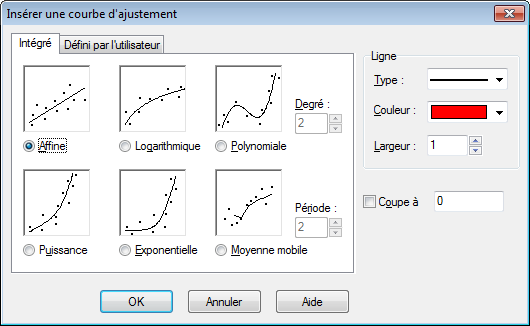 Insérer une courbe d'ajustement
Intégré
Défini par l'utilisateur
Affine
Logarithmique
Polynomiale
Degré :
2
Puissance
Exponentielle
Moyenne mobile
Période :
2
Ligne
Type :
Couleur :
Largeur :
1
Coupe à
0
OK
Annuler
Aide